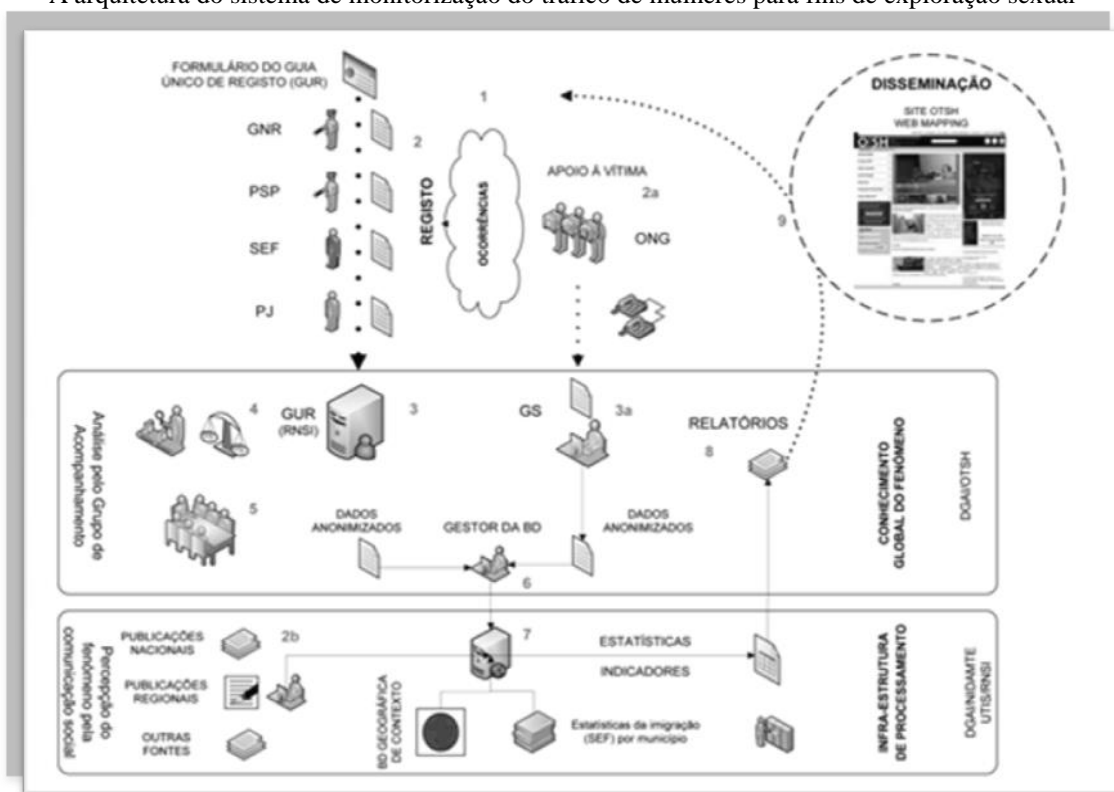 A arquitetura do sistema de monitorização do tráfico de mulheres para fins de exploração sexual
FORMULÁRIO DO GUIA
ÚNICO DE REGISTO (GUR)
GNR
2
PSP
SEF
PJ
REGISTO
1
OCORRÊNCIAS
APOIO À VÍTIMA
2a
ONG
DISSEMINAÇÃO
SITE OTSH
WEB MAPPING
9
Análise pelo Grupo de
Acompanhamento
4
5
GUR
(RNSI)
3
GS
3a
RELATÓRIOS
8
DADOS
ANONIMIZADOS
GESTOR DA BD
6
DADOS
ANONIMIZADOS
CONHECIMENTO
GLOBAL DO FENÓMENO
DGAI/OTSH
Percepção do
fenómeno pela
comunicação social
PUBLICAÇÕES
NACIONAIS
2b
PUBLICAÇÕES
REGIONAIS
OUTRAS
FONTES
7
ESTATÍSTICAS
INDICADORES
BD GEOGRÁFICA
DE CONTEXTO
Estatísticas da imigração
(SEF) por município
INFRA-ESTRUTURA
DE PROCESSAMENTO
DGAI/NIDAMTE
UTIS/RNSI